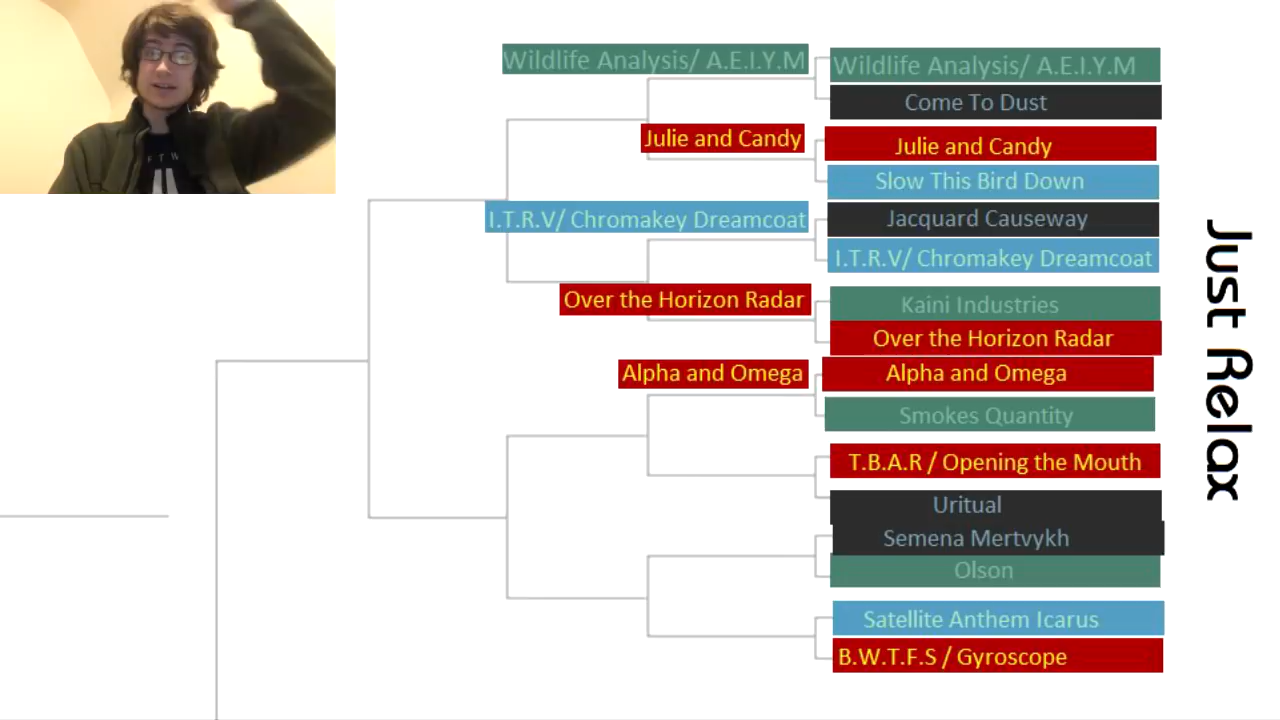 Wildlife Analysis/ A.E.I.Y.M
Wildlife Analysis/ A.E.I.Y.M
Come To Dust
Julie and Candy
Julie and Candy
Slow This Bird Down
I.T.R.V/ Chromakey Dreamcoat
Jacquard Causeway
I.T.R.V/ Chromakey Dreamcoat
Over the Horizon Radar
Kaini Industries
Over the Horizon Radar
Alpha and Omega
Alpha and Omega
Smokes Quantity
T.B.A.R / Opening the Mouth
Uritual
Semena Mertvykh
Olson
Satellite Anthem Icarus
B.W.T.F.S / Gyroscope
Just Relax